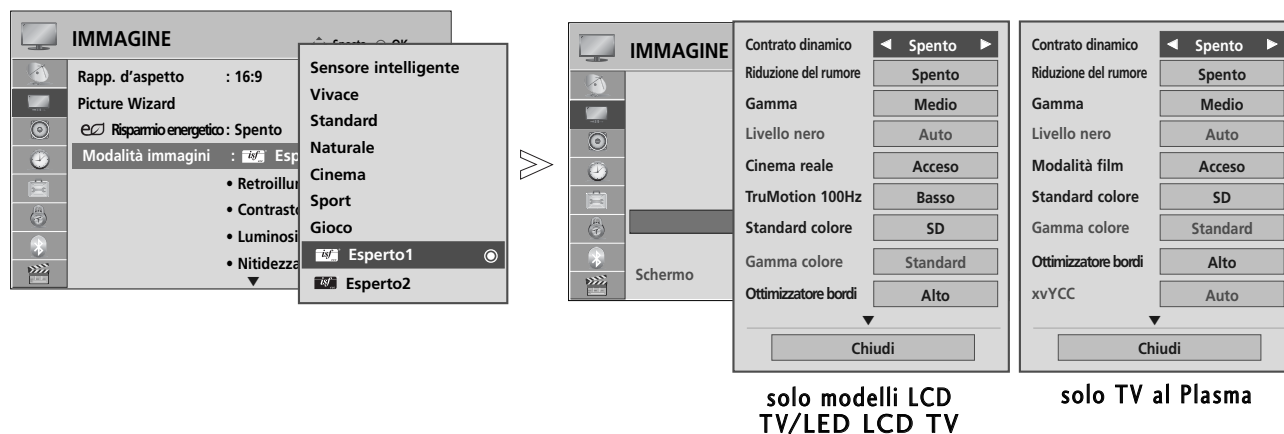 IMMAGINE
OK
Rapp. d'aspetto : 16:9
Picture Wizard
Risparmio energetico : Spento
Modalità immagini : isf Esp
• Retroillu
• Contrast
• Luminosi
• Nitidezza
Sensore intelligente
Vivace
Standard
Naturale
Cinema
Sport
Gioco
isf Esperto1
isf Esperto2
IMMAGINE
Schermo
Contrato dinamico Spento
Riduzione del rumore Spento
Gamma Medio
Livello nero Auto
Cinema reale Acceso
TruMotion 100Hz Basso
Standard colore SD
Gamma colore Standard
Ottimizzatore bordi Alto
Chiudi
solo modelli LCD
TV/LED LCD TV
Contrato dinamico Spento
Riduzione del rumore Spento
Gamma Medio
Livello nero Auto
Modalità film Acceso
Standard colore SD
Gamma colore Standard
Ottimizzatore bordi Alto
xvYCC Auto
Chiudi
solo TV al Plasma